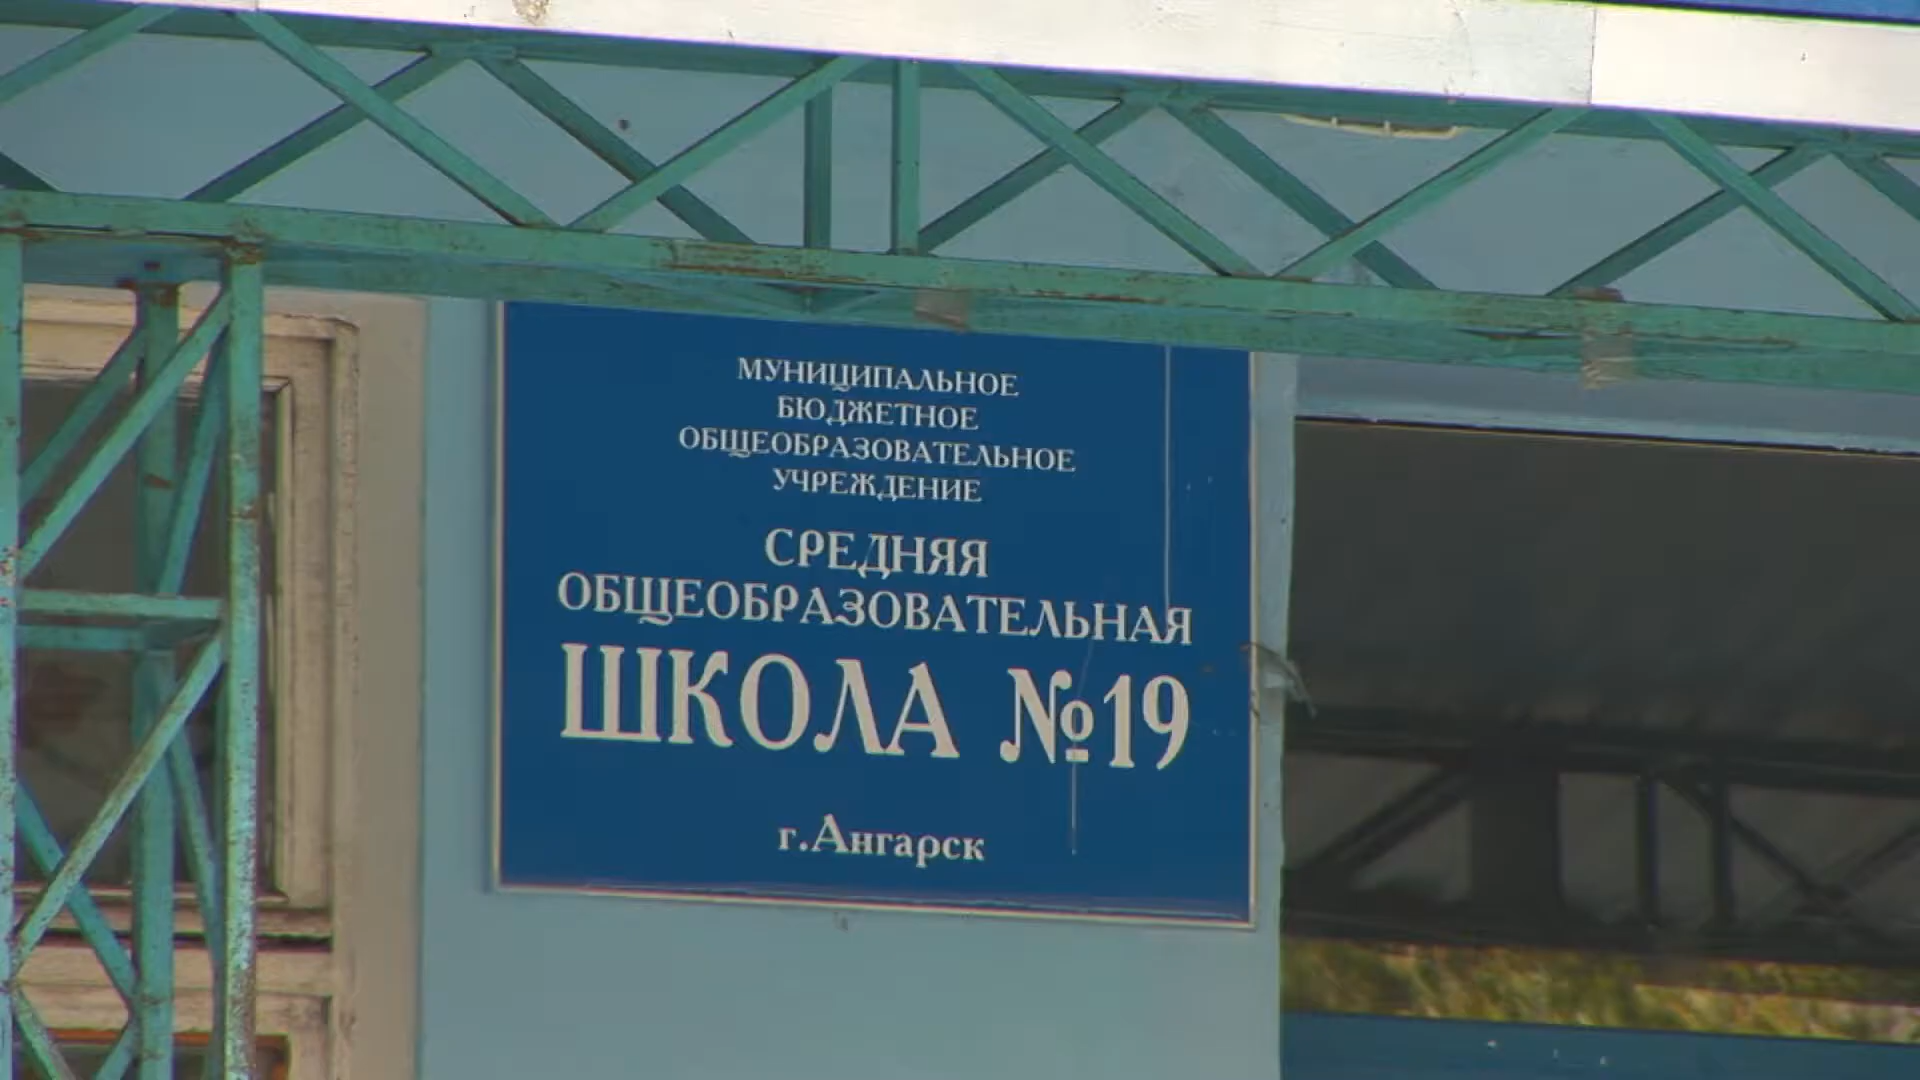 МУНИЦИПАЛЬНОЕ
БЮДЖЕТНОЕ
ОБЩЕОБРАЗОВАТЕЛЬНОЕ
УЧРЕЖДЕНИЕ
СРЕДНЯЯ
ОБЩЕОБРАЗОВАТЕЛЬНАЯ
ШКОЛА №19
г.Ангарск